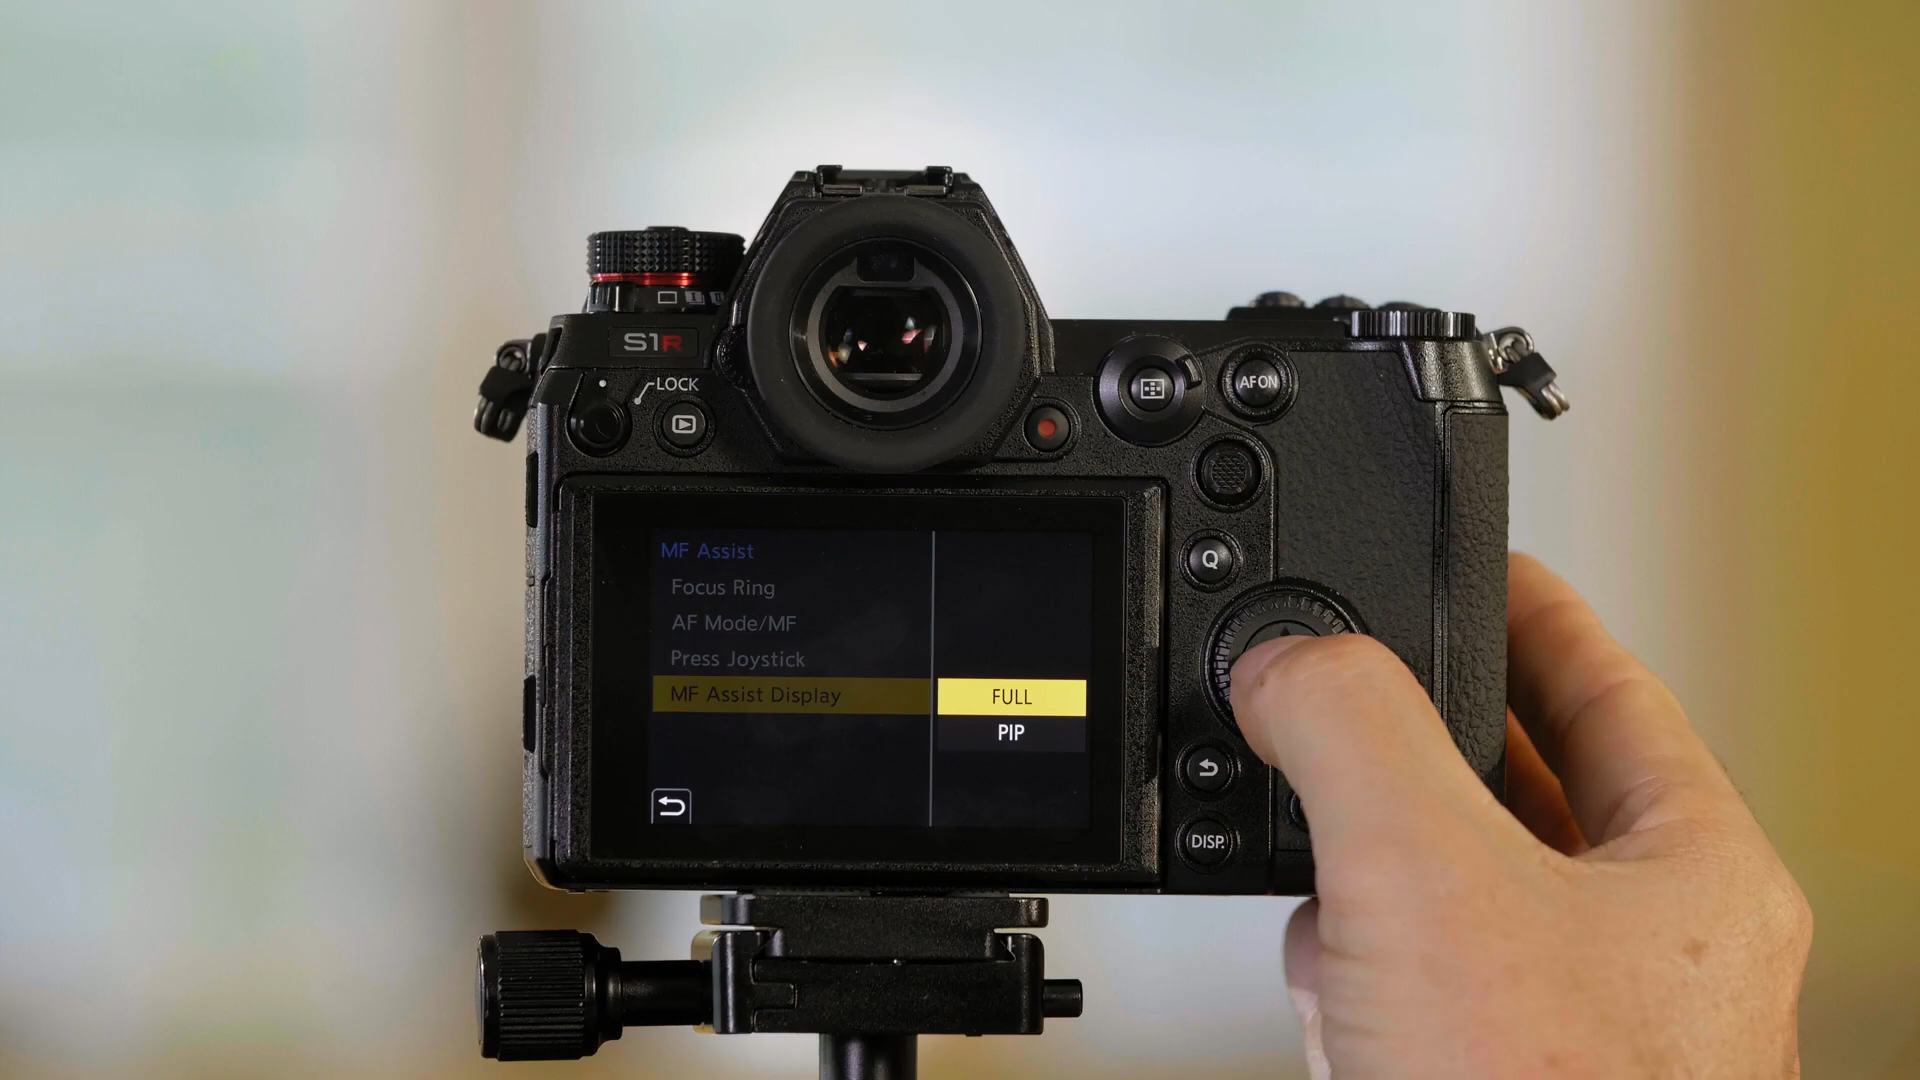 S1R
LOCK
AF ON
Q
MF Assist
Focus Ring
AF Mode/MF
Press Joystick
MF Assist Display
FULL
PIP
DISP.